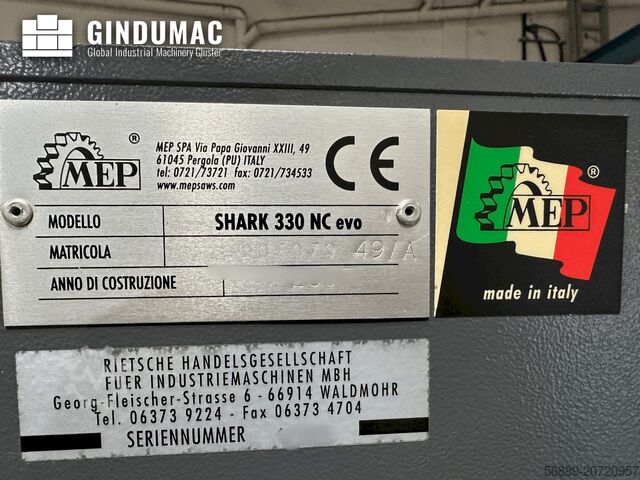 GINDUMAC
Global Industrial Machinery Cluster
MEP
®
MEP SPA Via Papa Giovanni XXIII, 49
61045 Pergola (PU) ITALY
tel: 0721/73721 fax: 0721/734533
www.mepsaws.com
CE
MODELLO SHARK 330 NC evo
MATRICOLA 49/A
ANNO DI COSTRUZIONE
MEP
®
made in italy
RIETSCHE HANDELSGESELLSCHAFT
FUER INDUSTRIEMASCHINEN MBH
Georg-Fleischer-Strasse 6 - 66914 WALDMOHR
Tel. 06373 9224 - Fax 06373 4704
SERIENNUMMER
56889-20720957